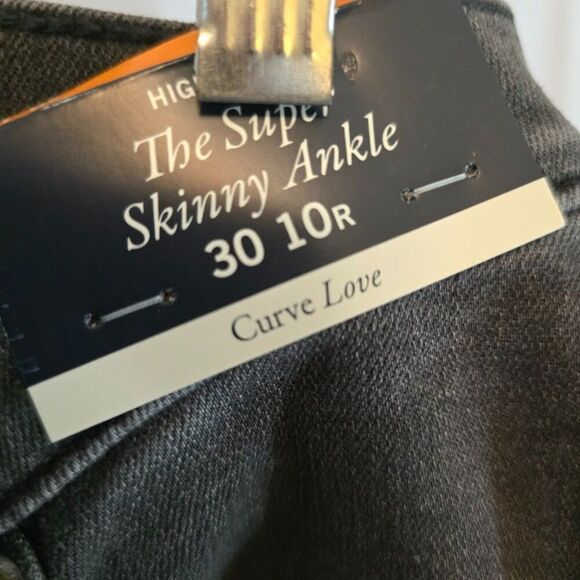 The Super
Skinny Ankle
30 10R
Curve Love